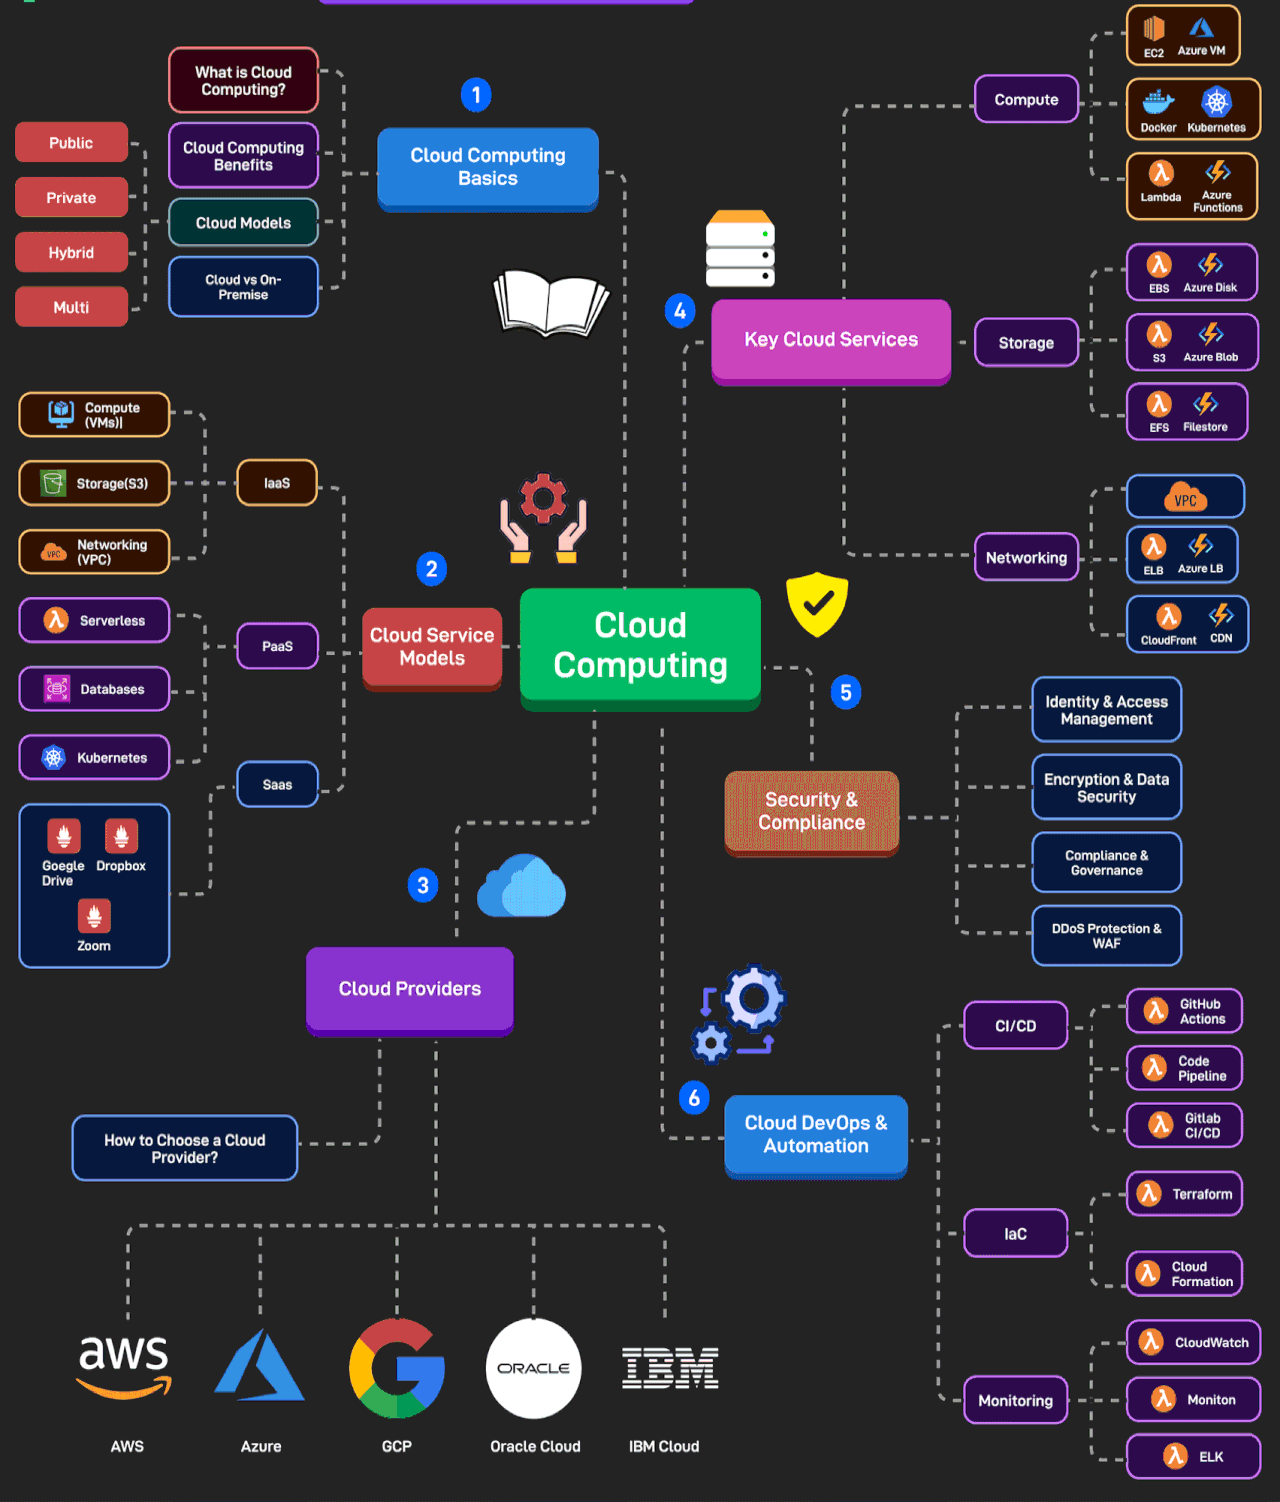 1
Cloud Computing
Basics
What is Cloud
Computing?
Cloud Computing
Benefits
Cloud Models
Cloud vs On-
Premise
Public
Private
Hybrid
Multi
2
Cloud Service
Models
IaaS
Compute
(VMs)|
Storage(S3)
Networking
(VPC)
VPC
PaaS
Serverless
Databases
Kubernetes
Saas
Goegle
Drive
Dropbox
Zoom
Cloud
Computing
3
Cloud Providers
How to Choose a Cloud
Provider?
aws
ORACLE
IBM
AWS
Azure
GCP
Oracle Cloud
IBM Cloud
4
Key Cloud Services
Compute
EC2
Azure VM
Docker
Kubernetes
Lambda
Azure
Functions
Storage
EBS
Azure Disk
S3
Azure Blob
EFS
Filestore
Networking
VPC
ELB
Azure LB
CloudFront
CDN
5
Security &
Compliance
Identity & Access
Management
Encryption & Data
Security
Compliance &
Governance
DDoS Protection &
WAF
6
Cloud DevOps &
Automation
CI/CD
GitHub
Actions
Code
Pipeline
Gitlab
CI/CD
IaC
Terraform
Cloud
Formation
Monitoring
CloudWatch
Moniton
ELK